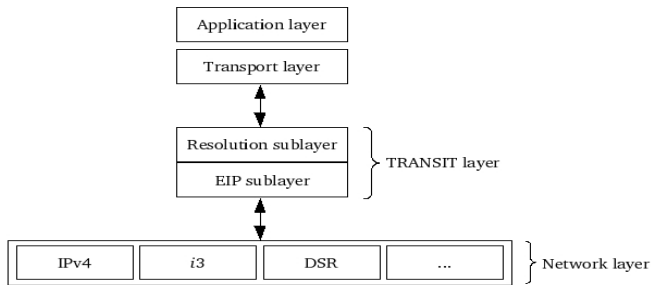 Application layer
Transport layer
Resolution sublayer
TRANSIT layer
EIP sublayer
IPv4
i3
DSR
...
Network layer